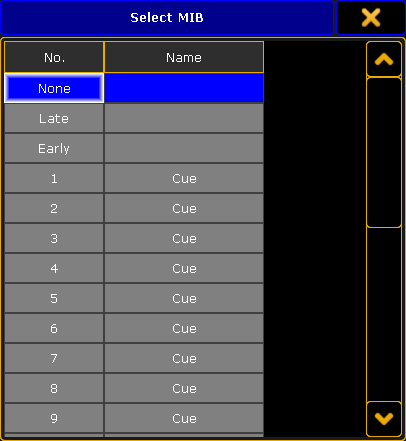 Select MIB
No. Name
None
Late
Early
1 Cue
2 Cue
3 Cue
4 Cue
5 Cue
6 Cue
7 Cue
8 Cue
9 Cue